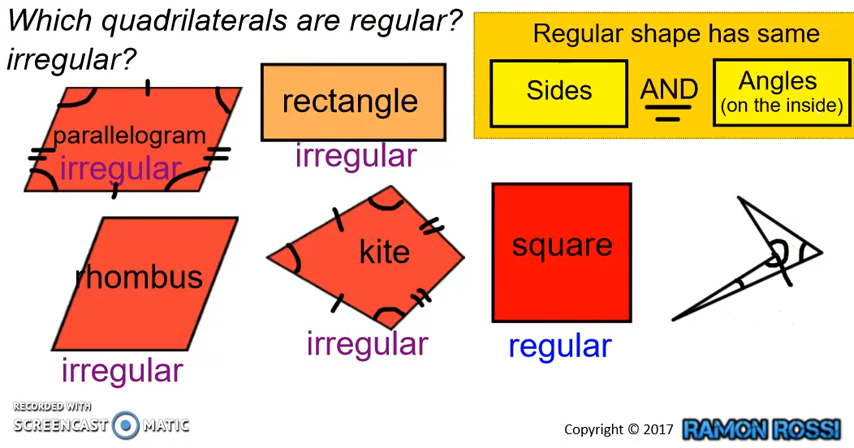 Which quadrilaterals are regular?
irregular?
Regular shape has same
Sides
AND
Angles
(on the inside)
parallelogram
irregular
rectangle
irregular
rhombus
irregular
kite
irregular
square
regular
RECORDED WITH
SCREENCAST MATIC
Copyright © 2017 RAMON ROSSI